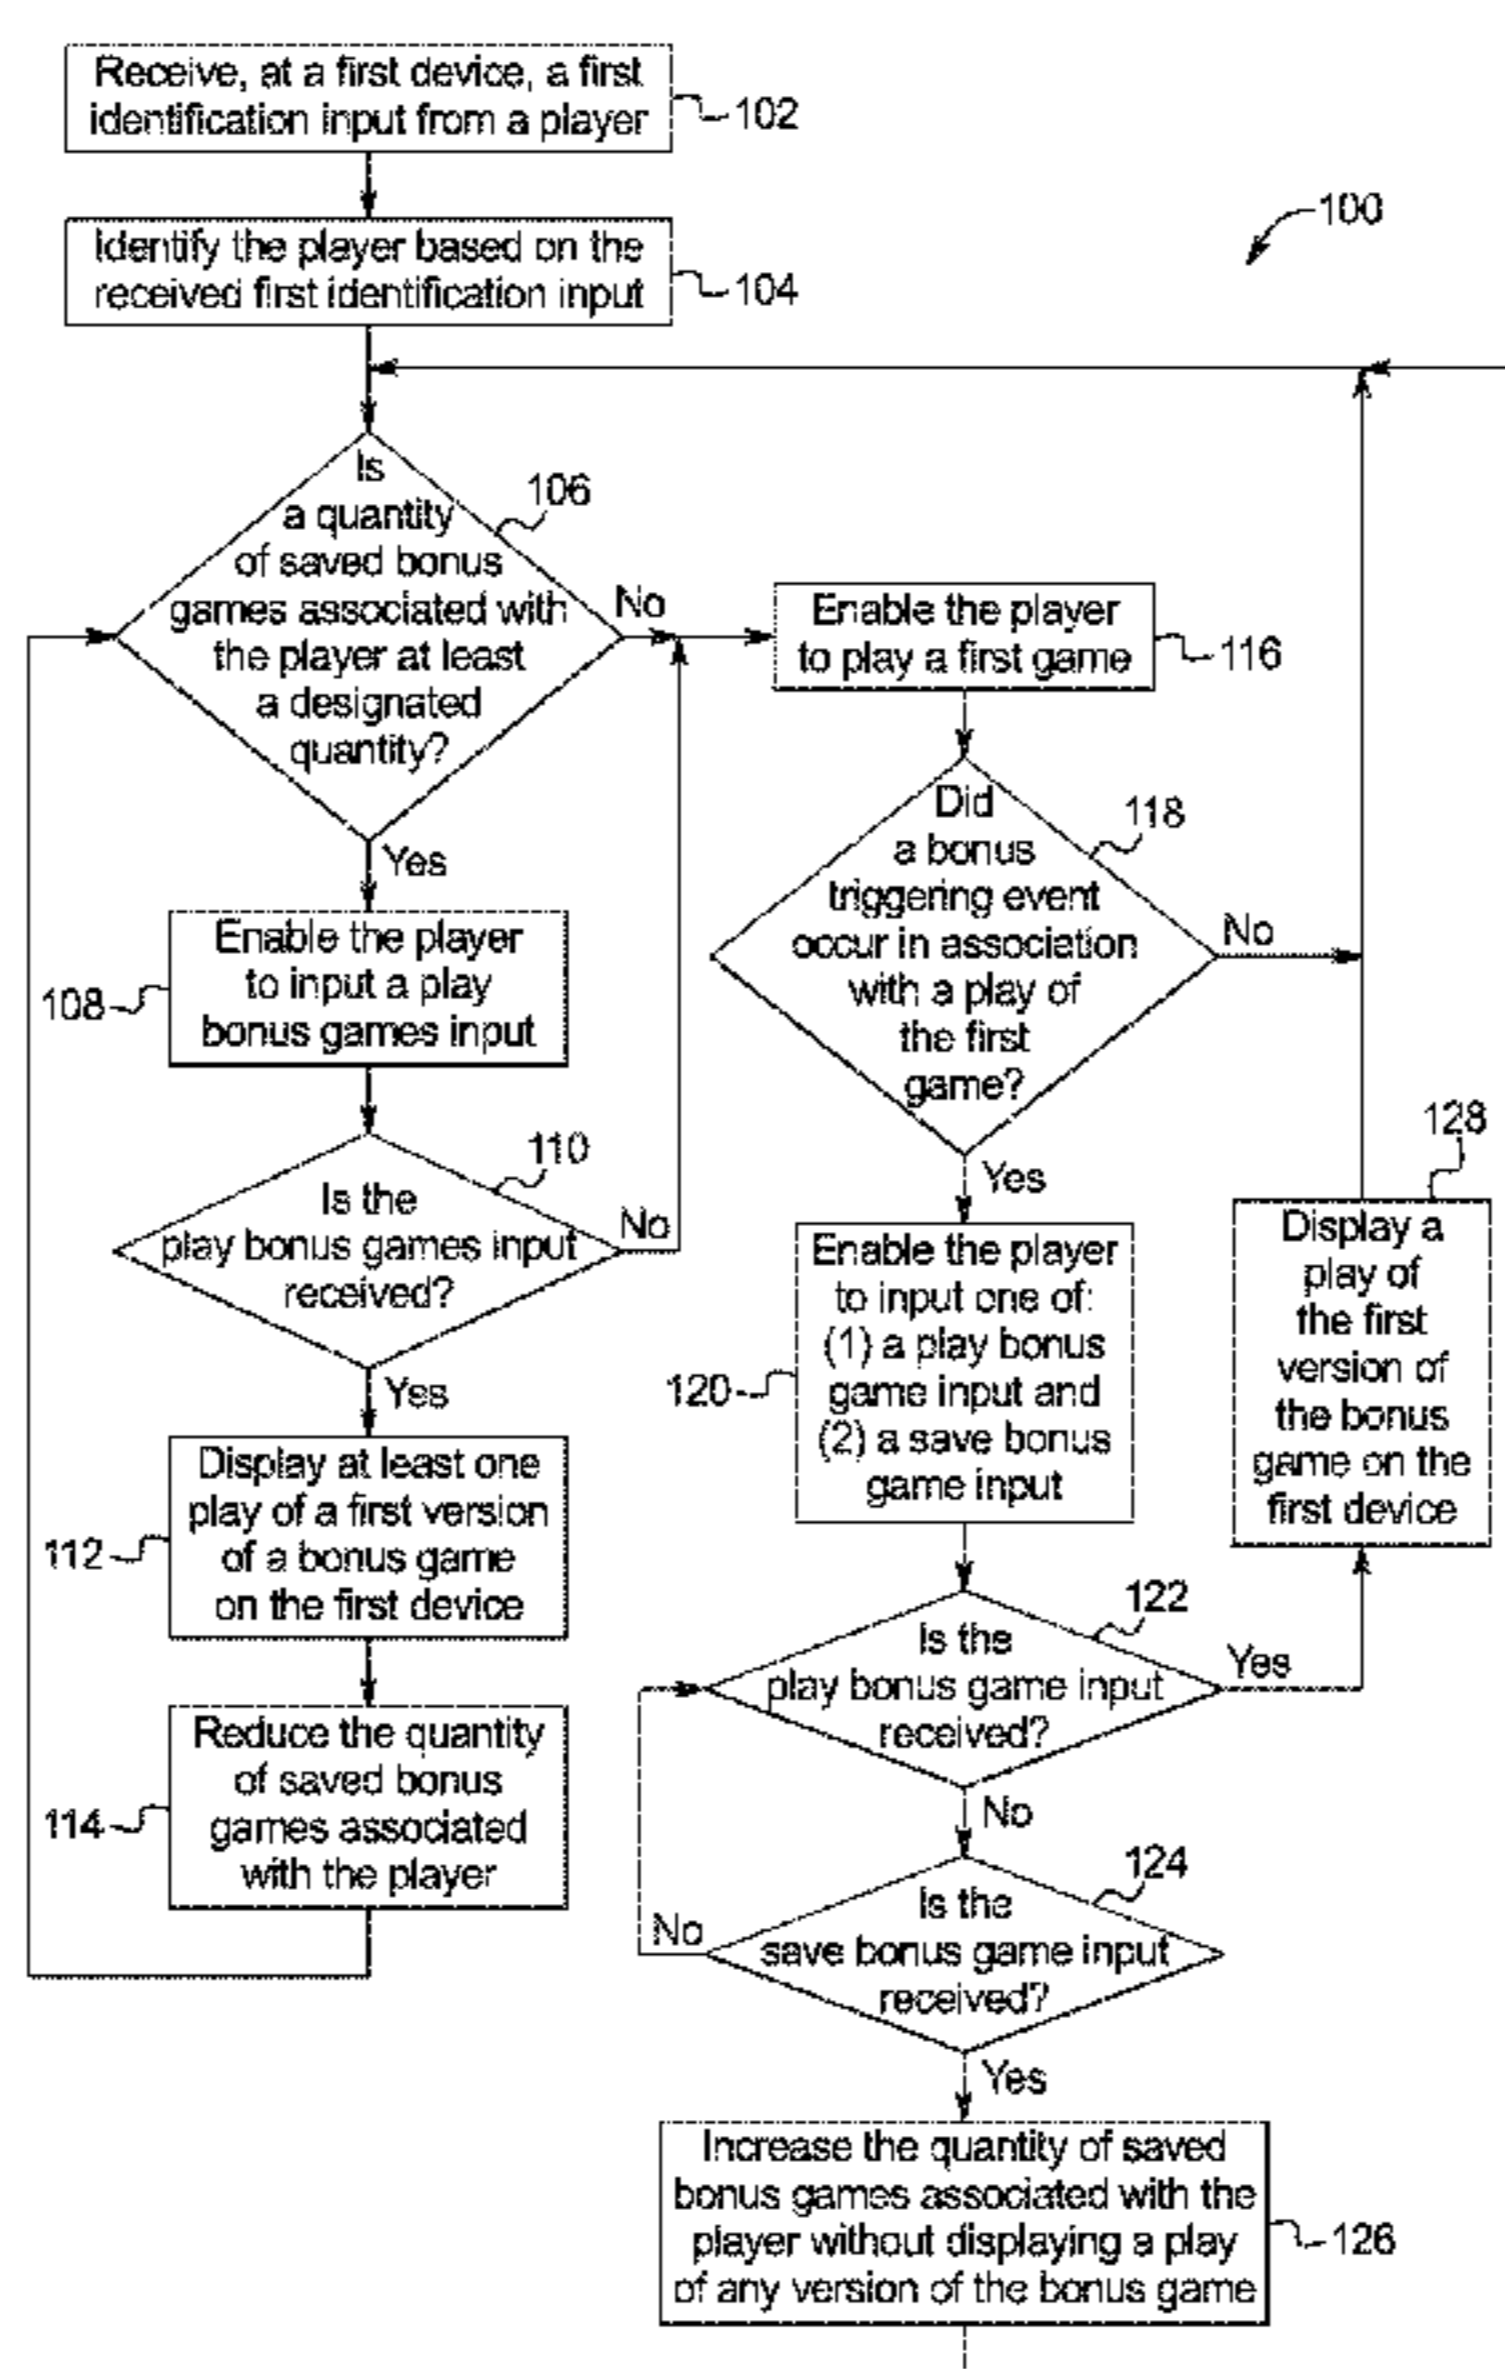 Receive, at a first device, a first
identification input from a player
102
Identify the player based on the
received first identification input
104
100
Is
a quantity
of saved bonus
games associated with
the player at least
a designated
quantity?
106
No
Yes
Enable the player
to input a play
bonus games input
108
Is the
play bonus games input
received?
110
No
Yes
Display at least one
play of a first version
of a bonus game
on the first device
112
Reduce the quantity
of saved bonus
games associated
with the player
114
Enable the player
to play a first game
116
Did
a bonus
triggering event
occur in association
with a play of
the first
game?
118
No
Yes
Enable the player
to input one of:
(1) a play bonus
game input and
(2) a save bonus
game input
120
Is the
play bonus game input
received?
122
Yes
No
Is the
save bonus game input
received?
124
No
Yes
Increase the quantity of saved
bonus games associated with the
player without displaying a play
of any version of the bonus game
126
128
Display a
play of
the first
version of
the bonus
game on the
first device